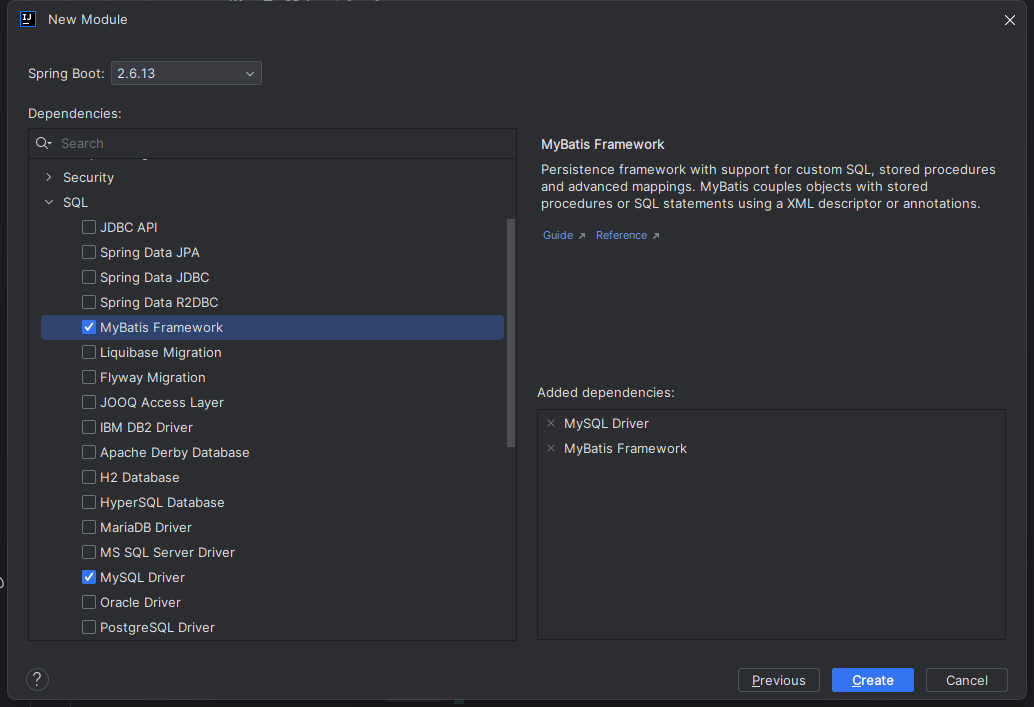 New Module
Spring Boot: 2.6.13
Dependencies:
Search
Security
SQL
JDBC API
Spring Data JPA
Spring Data JDBC
Spring Data R2DBC
MyBatis Framework
Liquibase Migration
Flyway Migration
JOOQ Access Layer
IBM DB2 Driver
Apache Derby Database
H2 Database
HyperSQL Database
MariaDB Driver
MS SQL Server Driver
MySQL Driver
Oracle Driver
PostgreSQL Driver
MyBatis Framework
Persistence framework with support for custom SQL, stored procedures
and advanced mappings. MyBatis couples objects with stored
procedures or SQL statements using a XML descriptor or annotations.
Guide ↗ Reference ↗
Added dependencies:
× MySQL Driver
× MyBatis Framework
? Previous Create Cancel